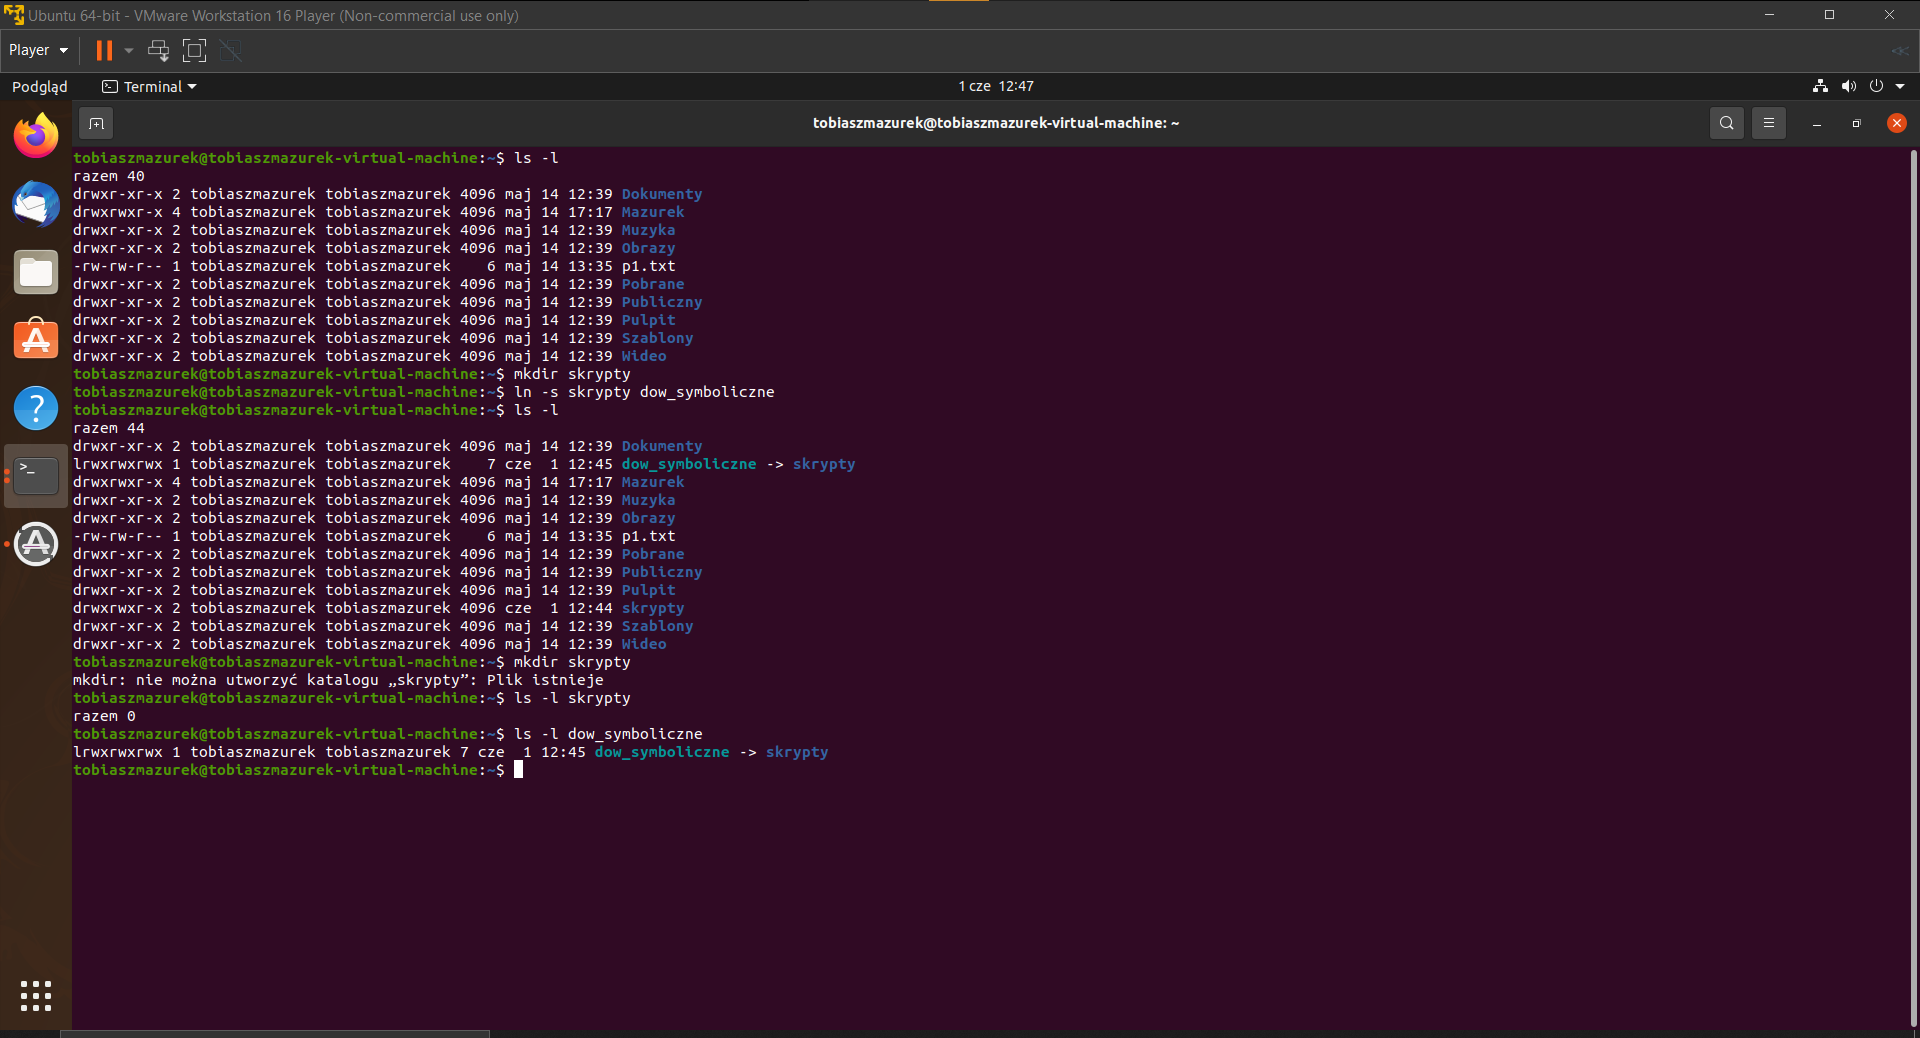 Ubuntu 64-bit - VMware Workstation 16 Player (Non-commercial use only)
Player
Podgląd Terminal 1 cze 12:47
tobiaszmazurek@tobiaszmazurek-virtual-machine: ~
tobiaszmazurek@tobiaszmazurek-virtual-machine:~$ ls -l
razem 40
drwxr-xr-x 2 tobiaszmazurek tobiaszmazurek 4096 maj 14 12:39 Dokumenty
drwxrwxr-x 4 tobiaszmazurek tobiaszmazurek 4096 maj 14 17:17 Mazurek
drwxr-xr-x 2 tobiaszmazurek tobiaszmazurek 4096 maj 14 12:39 Muzyka
drwxr-xr-x 2 tobiaszmazurek tobiaszmazurek 4096 maj 14 12:39 Obrazy
-rw-rw-r-- 1 tobiaszmazurek tobiaszmazurek    6 maj 14 13:35 p1.txt
drwxr-xr-x 2 tobiaszmazurek tobiaszmazurek 4096 maj 14 12:39 Pobrane
drwxr-xr-x 2 tobiaszmazurek tobiaszmazurek 4096 maj 14 12:39 Publiczny
drwxr-xr-x 2 tobiaszmazurek tobiaszmazurek 4096 maj 14 12:39 Pulpit
drwxr-xr-x 2 tobiaszmazurek tobiaszmazurek 4096 maj 14 12:39 Szablony
drwxr-xr-x 2 tobiaszmazurek tobiaszmazurek 4096 maj 14 12:39 Wideo
tobiaszmazurek@tobiaszmazurek-virtual-machine:~$ mkdir skrypty
tobiaszmazurek@tobiaszmazurek-virtual-machine:~$ ln -s skrypty dow_symboliczne
tobiaszmazurek@tobiaszmazurek-virtual-machine:~$ ls -l
razem 44
drwxr-xr-x 2 tobiaszmazurek tobiaszmazurek 4096 maj 14 12:39 Dokumenty
lrwxrwxrwx 1 tobiaszmazurek tobiaszmazurek    7 cze  1 12:45 dow_symboliczne -> skrypty
drwxrwxr-x 4 tobiaszmazurek tobiaszmazurek 4096 maj 14 17:17 Mazurek
drwxr-xr-x 2 tobiaszmazurek tobiaszmazurek 4096 maj 14 12:39 Muzyka
drwxr-xr-x 2 tobiaszmazurek tobiaszmazurek 4096 maj 14 12:39 Obrazy
-rw-rw-r-- 1 tobiaszmazurek tobiaszmazurek    6 maj 14 13:35 p1.txt
drwxr-xr-x 2 tobiaszmazurek tobiaszmazurek 4096 maj 14 12:39 Pobrane
drwxr-xr-x 2 tobiaszmazurek tobiaszmazurek 4096 maj 14 12:39 Publiczny
drwxr-xr-x 2 tobiaszmazurek tobiaszmazurek 4096 maj 14 12:39 Pulpit
drwxrwxr-x 2 tobiaszmazurek tobiaszmazurek 4096 cze  1 12:44 skrypty
drwxr-xr-x 2 tobiaszmazurek tobiaszmazurek 4096 maj 14 12:39 Szablony
drwxr-xr-x 2 tobiaszmazurek tobiaszmazurek 4096 maj 14 12:39 Wideo
tobiaszmazurek@tobiaszmazurek-virtual-machine:~$ mkdir skrypty
mkdir: nie można utworzyć katalogu „skrypty”: Plik istnieje
tobiaszmazurek@tobiaszmazurek-virtual-machine:~$ ls -l skrypty
razem 0
tobiaszmazurek@tobiaszmazurek-virtual-machine:~$ ls -l dow_symboliczne
lrwxrwxrwx 1 tobiaszmazurek tobiaszmazurek 7 cze  1 12:45 dow_symboliczne -> skrypty
tobiaszmazurek@tobiaszmazurek-virtual-machine:~$